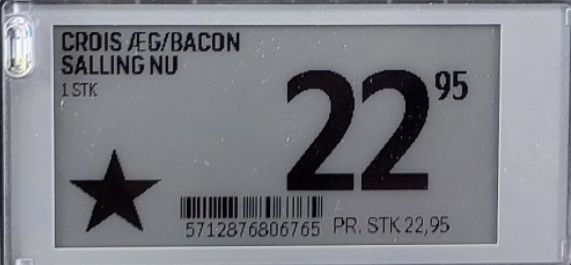 CROIS ÆG/BACON
SALLING NU
1 STK
22 95
5712876806765 PR. STK 22,95